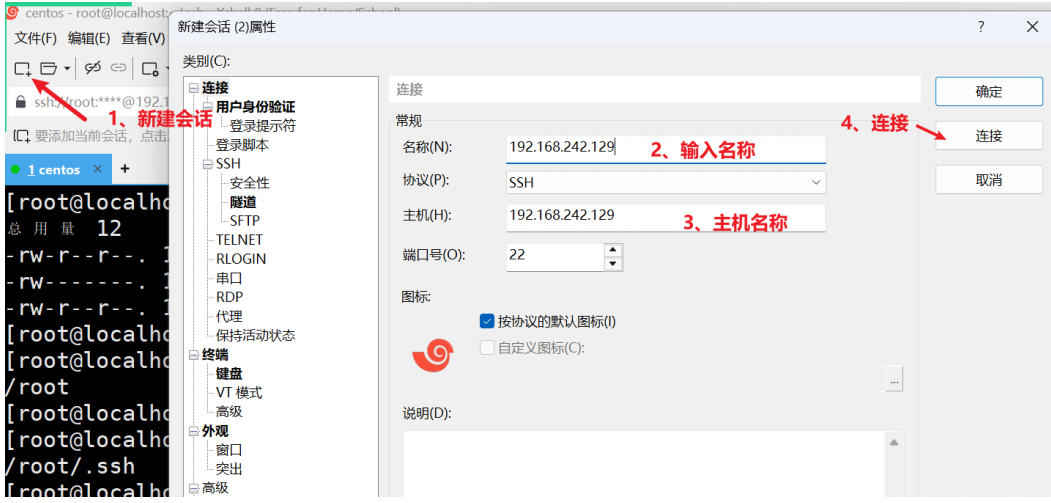 centos - root@localhost:
新建会话 (2)属性
文件(F) 编辑(E) 查看(V)
类别(C):
ssh://root:****@192.1
1、新建会话
要添加当前会话，点击
1 centos × +
[root@localho
总 用 量 12
-rw-r--r--. 1
-rw-------. 1
-rw-r--r--. 1
[root@localho
[root@localho
/root
[root@localho
[root@localho
/root/.ssh
[root@localho
连接
用户身份验证
登录提示符
登录脚本
SSH
安全性
隧道
SFTP
TELNET
RLOGIN
串口
RDP
代理
保持活动状态
终端
键盘
VT 模式
高级
外观
窗口
突出
高级
连接
常规
名称(N): 192.168.242.129 2、输入名称
协议(P): SSH
主机(H): 192.168.242.129 3、主机名称
端口号(O): 22
图标:
按协议的默认图标(I)
自定义图标(C):
...
说明(D):
确定
4、连接
连接
取消